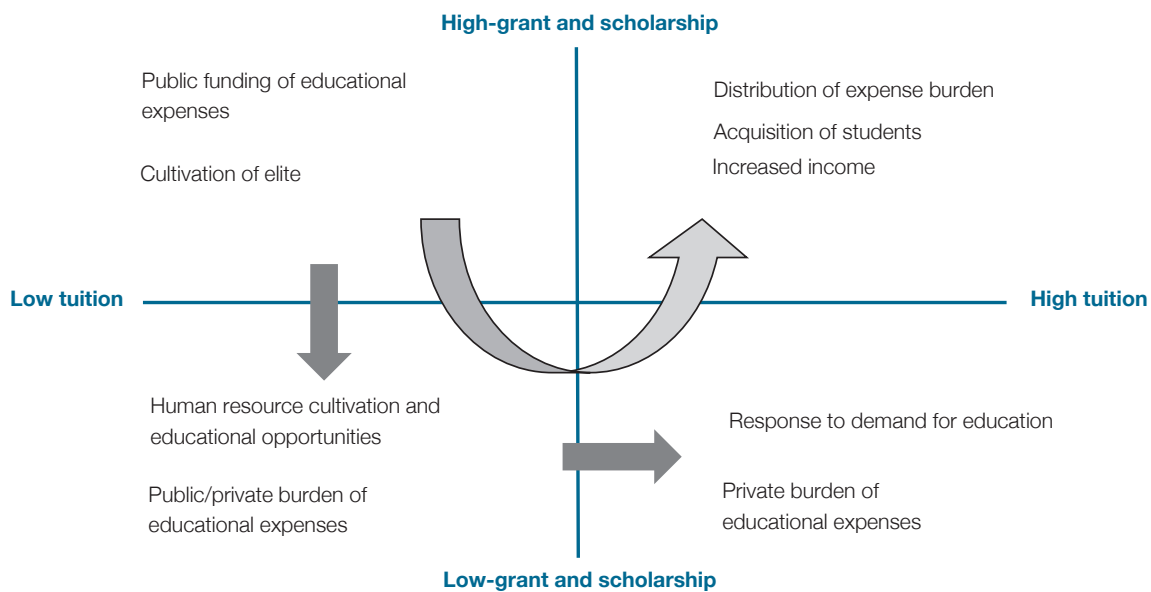 High-grant and scholarship
Public funding of educational
expenses
Cultivation of elite
Distribution of expense burden
Acquisition of students
Increased income
Low tuition
High tuition
Human resource cultivation and
educational opportunities
Public/private burden of
educational expenses
Response to demand for education
Private burden of
educational expenses
Low-grant and scholarship